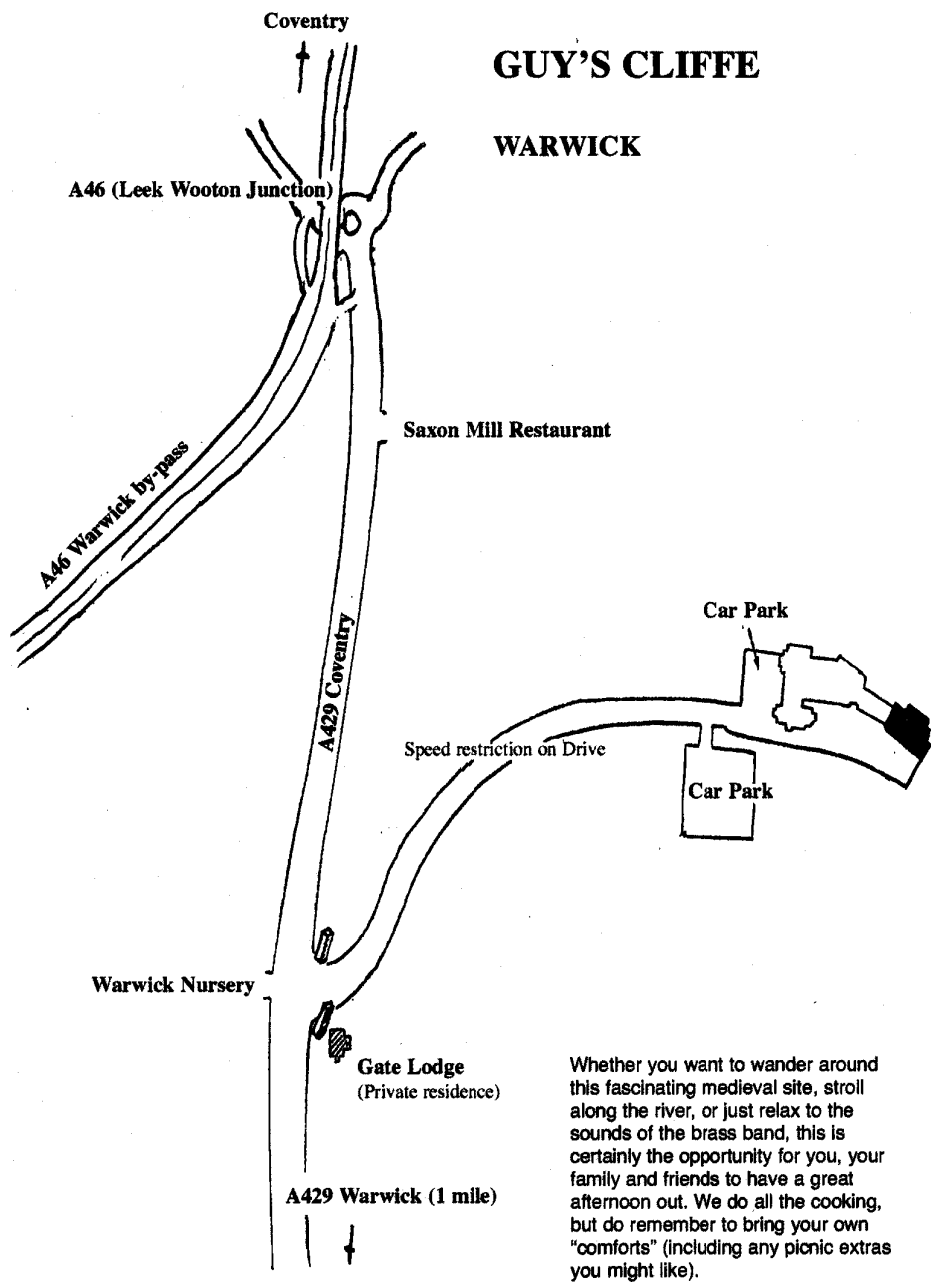 Coventry
GUY'S CLIFFE
WARWICK
A46 (Leek Wooton Junction)
Saxon Mill Restaurant
A46 Warwick by-pass
Car Park
A429 Coventry
Speed restriction on Drive
Car Park
Warwick Nursery
Gate Lodge
(Private residence)
A429 Warwick (1 mile)
Whether you want to wander around
this fascinating medieval site, stroll
along the river, or just relax to the
sounds of the brass band, this is
certainly the opportunity for you, your
family and friends to have a great
afternoon out. We do all the cooking,
but do remember to bring your own
"comforts" (including any picnic extras
you might like).